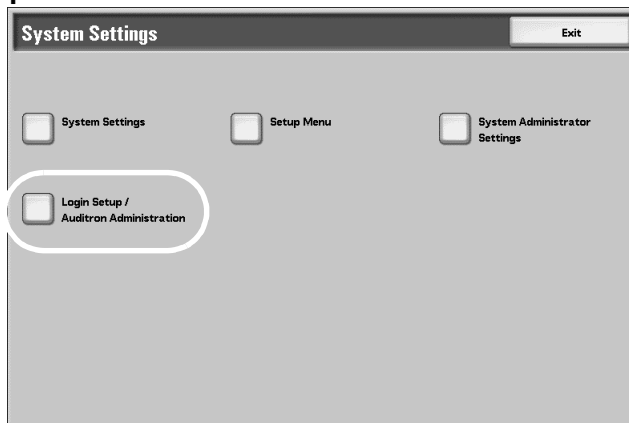 System Settings
Exit
System Settings
Setup Menu
System Administrator
Settings
Login Setup /
Auditron Administration